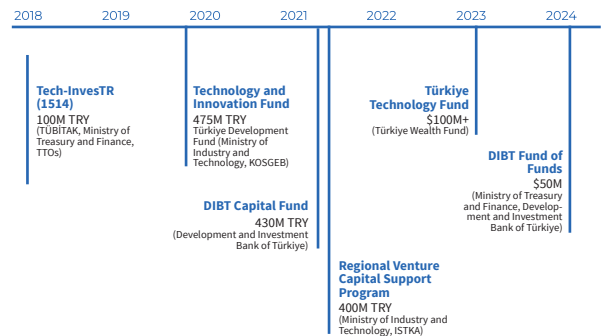 2018 2019 2020 2021 2022 2023 2024
Tech-InvesTR
(1514)
100M TRY
(TÜBİTAK, Ministry of
Treasury and Finance,
TTOs)
Technology and
Innovation Fund
475M TRY
Türkiye Development
Fund (Ministry of
Industry and
Technology, KOSGEB)
DIBT Capital Fund
430M TRY
(Development and Investment
Bank of Türkiye)
Regional Venture
Capital Support
Program
400M TRY
(Ministry of Industry and
Technology, ISTKA)
Türkiye
Technology Fund
$100M+
(Türkiye Wealth Fund)
DIBT Fund of
Funds
$50M
(Ministry of Treasury
and Finance, Develop-
ment and Investment
Bank of Türkiye)